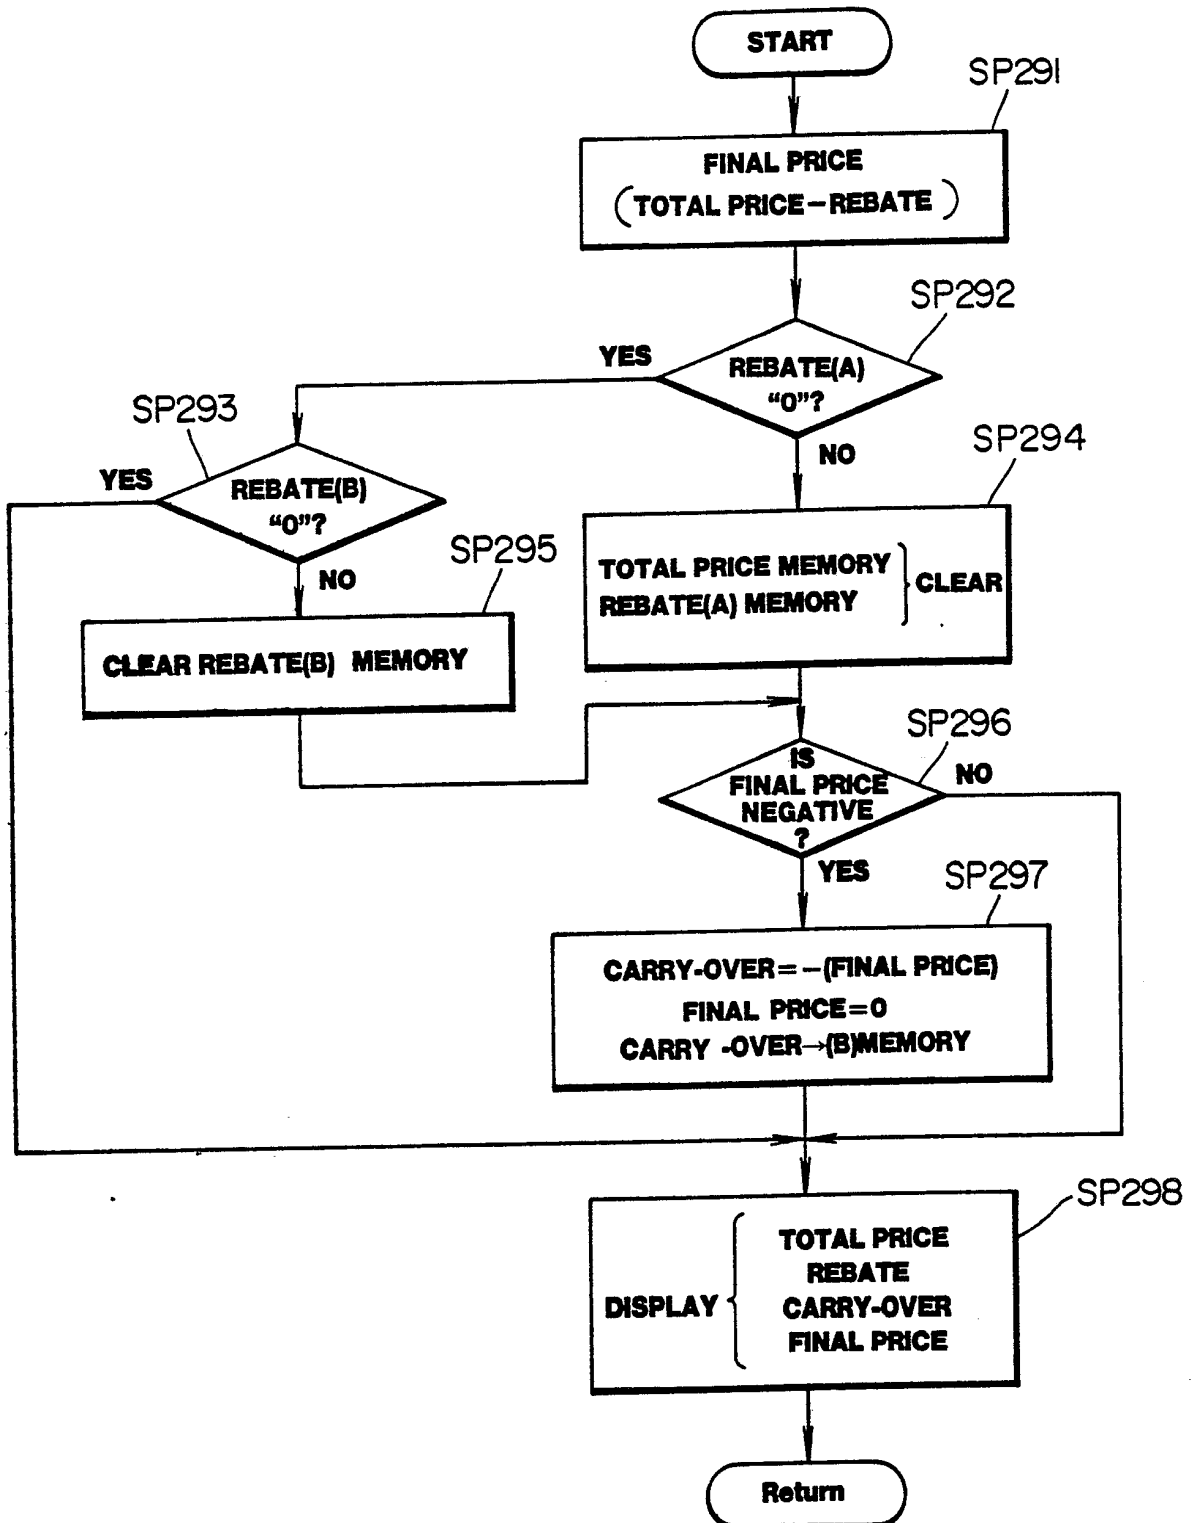 START
SP291
FINAL PRICE
(TOTAL PRICE-REBATE)
SP292
YES
REBATE(A)
"0"?
NO
SP293
YES
REBATE(B)
"0"?
NO
SP294
TOTAL PRICE MEMORY
REBATE(A) MEMORY
CLEAR
SP295
CLEAR REBATE(B) MEMORY
SP296
IS
FINAL PRICE
NEGATIVE
?
NO
YES
SP297
CARRY-OVER=-(FINAL PRICE)
FINAL PRICE=0
CARRY -OVER→(B)MEMORY
SP298
DISPLAY
TOTAL PRICE
REBATE
CARRY-OVER
FINAL PRICE
Return